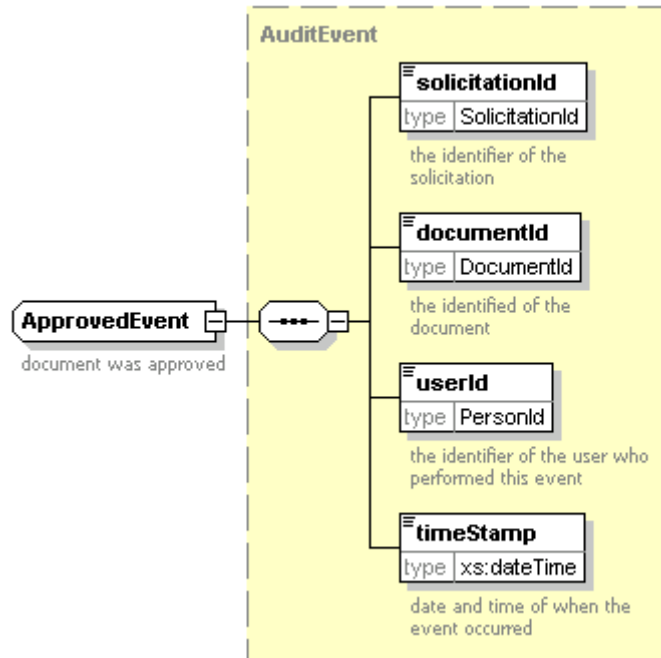 AuditEvent
solicitationId
type SolicitationId
the identifier of the
solicitation
documentId
type DocumentId
the identified of the
document
ApprovedEvent
document was approved
userId
type PersonId
the identifier of the user who
performed this event
timeStamp
type xs:dateTime
date and time of when the
event occurred